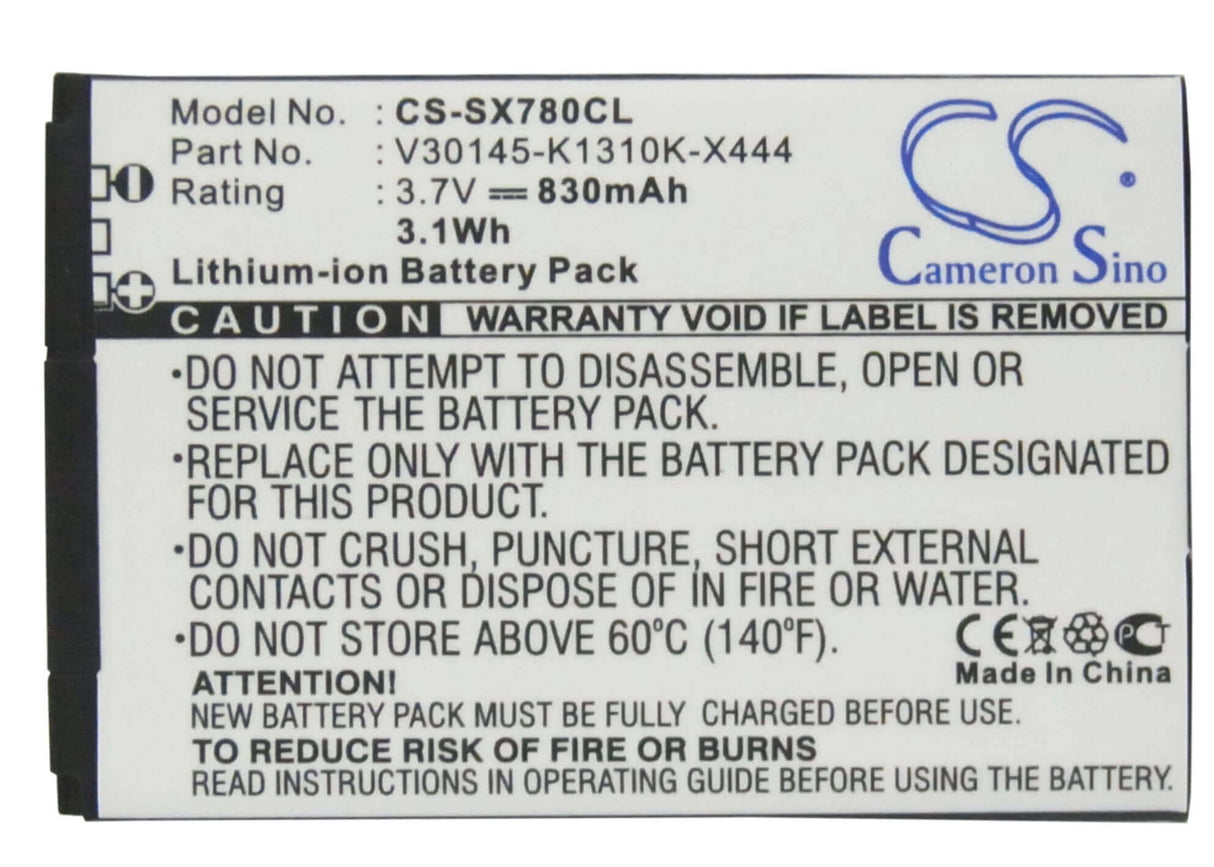 Model No. : CS-SX780CL
Part No. : V30145-K1310K-X444
Rating : 3.7V 830mAh
3.1Wh
Lithium-ion Battery Pack
CS
Cameron Sino
CAUTION WARRANTY VOID IF LABEL IS REMOVED
•DO NOT ATTEMPT TO DISASSEMBLE, OPEN OR
SERVICE THE BATTERY PACK.
•REPLACE ONLY WITH THE BATTERY PACK DESIGNATED
FOR THIS PRODUCT.
•DO NOT CRUSH, PUNCTURE, SHORT EXTERNAL
CONTACTS OR DISPOSE OF IN FIRE OR WATER.
•DO NOT STORE ABOVE 60°C (140°F).
CE PCT
Made In China
ATTENTION!
NEW BATTERY PACK MUST BE FULLY CHARGED BEFORE USE.
TO REDUCE RISK OF FIRE OR BURNS
READ INSTRUCTIONS IN OPERATING GUIDE BEFORE USING THE BATTERY.